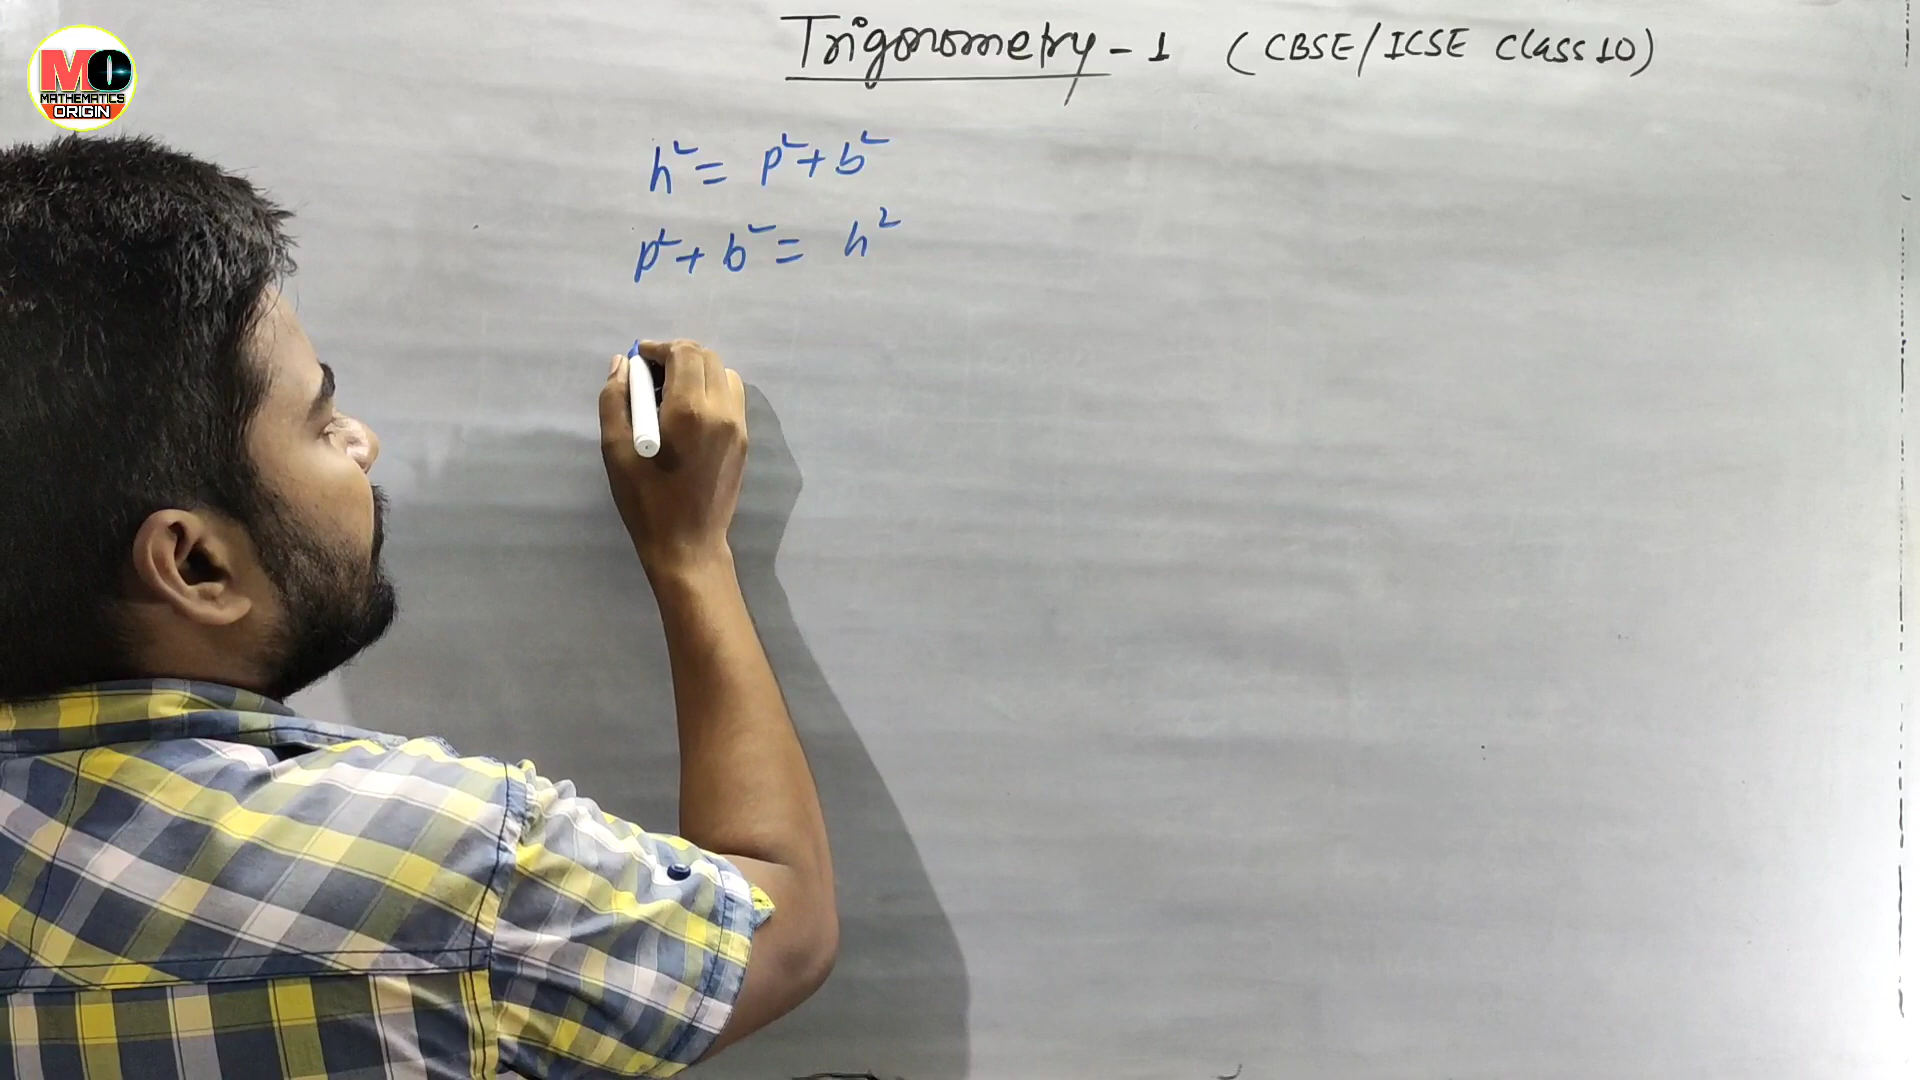 MO
MATHEMATICS
ORIGIN
Trigonometry - 1 (CBSE/ICSE Class 10)
h² = p² + b²
p² + b² = h²